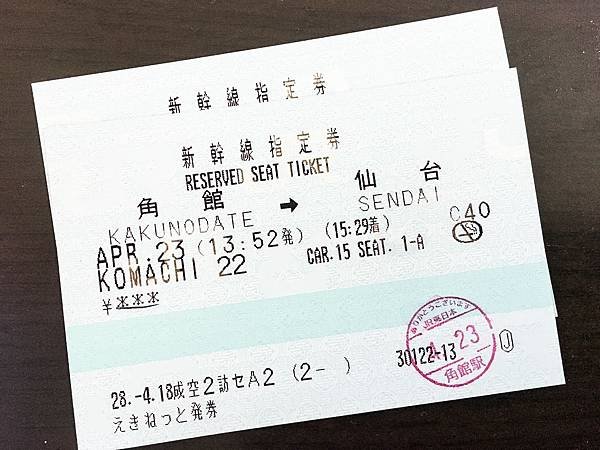 新幹線指定券
新幹線指定券
RESERVED SEAT TICKET
角館 ➡ 仙台
KAKUNODATE SENDAI
APR.23 (13:52発) (15:29着) C40
KOMACHI 22 CAR.15 SEAT. 1-A
¥***
ありがとうございます
JR東日本
4. 23
角館駅
30122-13 Ⓙ
28.-4.18成空2訪セA2 (2- )
えきねっと発券